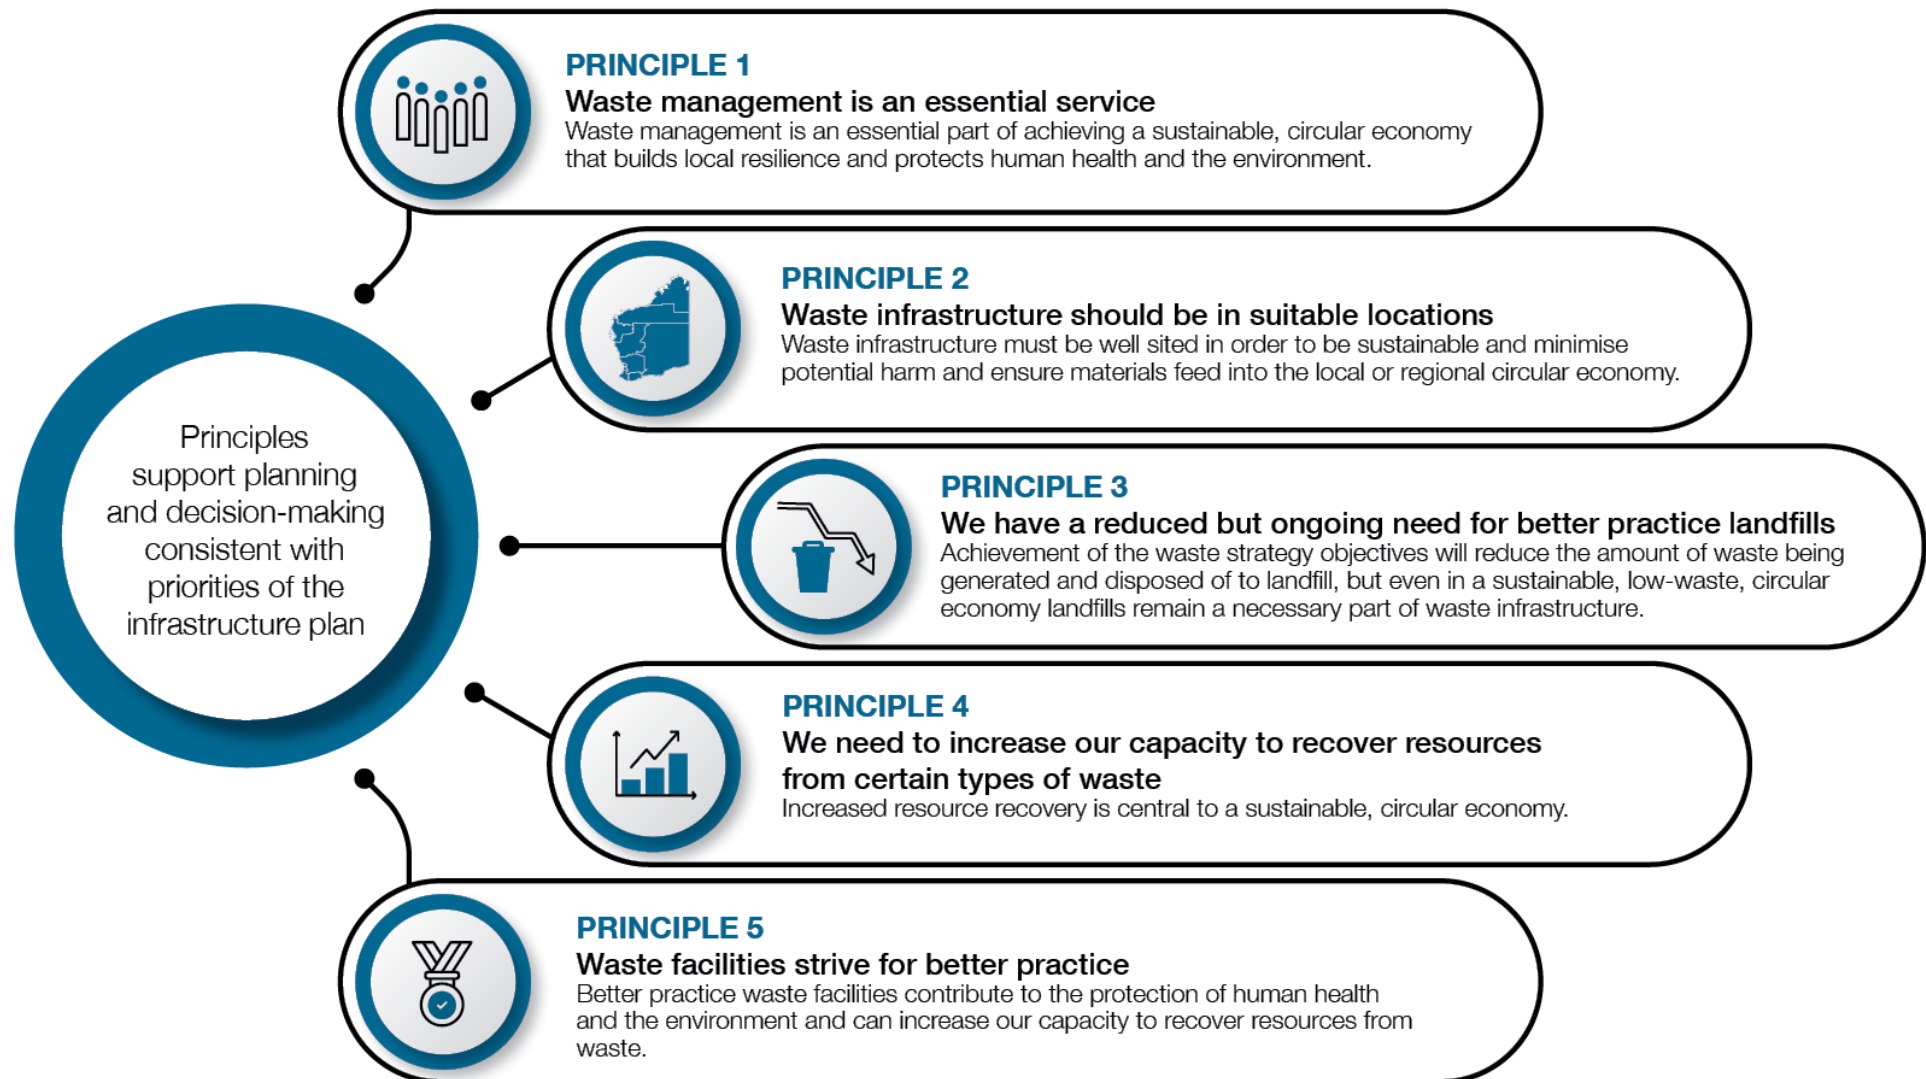 PRINCIPLE 1
Waste management is an essential service
Waste management is an essential part of achieving a sustainable, circular economy
that builds local resilience and protects human health and the environment.
PRINCIPLE 2
Waste infrastructure should be in suitable locations
Waste infrastructure must be well sited in order to be sustainable and minimise
potential harm and ensure materials feed into the local or regional circular economy.
Principles
support planning
and decision-making
consistent with
priorities of the
infrastructure plan
PRINCIPLE 3
We have a reduced but ongoing need for better practice landfills
Achievement of the waste strategy objectives will reduce the amount of waste being
generated and disposed of to landfill, but even in a sustainable, low-waste, circular
economy landfills remain a necessary part of waste infrastructure.
PRINCIPLE 4
We need to increase our capacity to recover resources
from certain types of waste
Increased resource recovery is central to a sustainable, circular economy.
PRINCIPLE 5
Waste facilities strive for better practice
Better practice waste facilities contribute to the protection of human health
and the environment and can increase our capacity to recover resources from
waste.